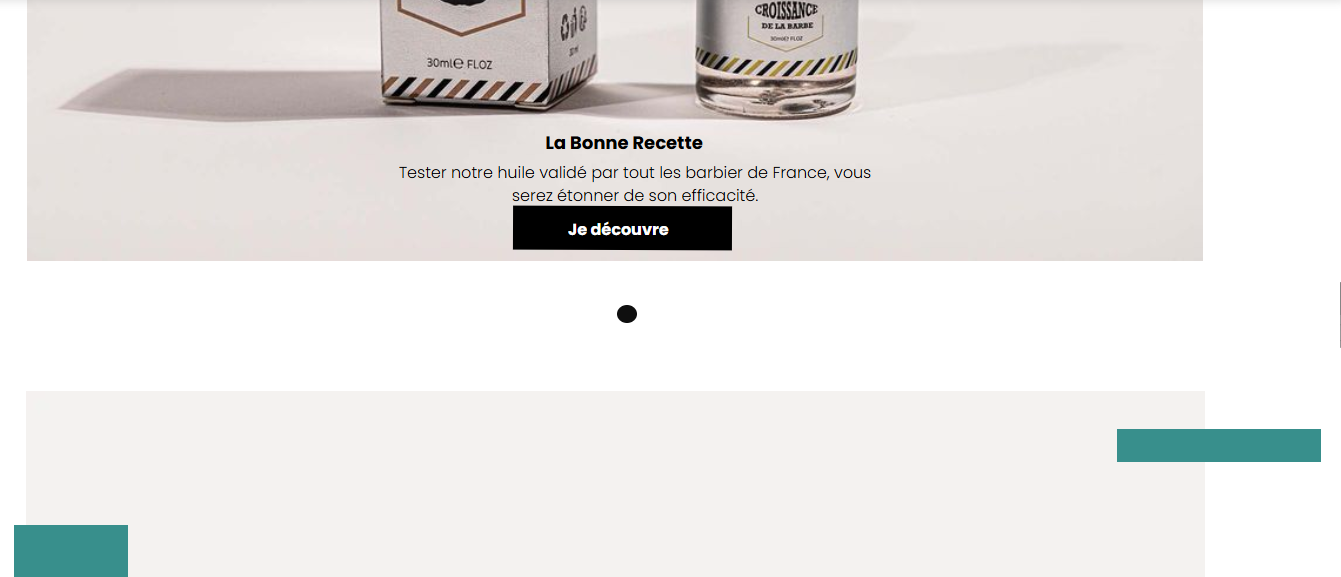 CROISSANCE
DE LA BARBE
30ml℮ FLOZ
30ml℮ FLOZ
La Bonne Recette
Tester notre huile validé par tout les barbier de France, vous
serez étonner de son efficacité.
Je découvre